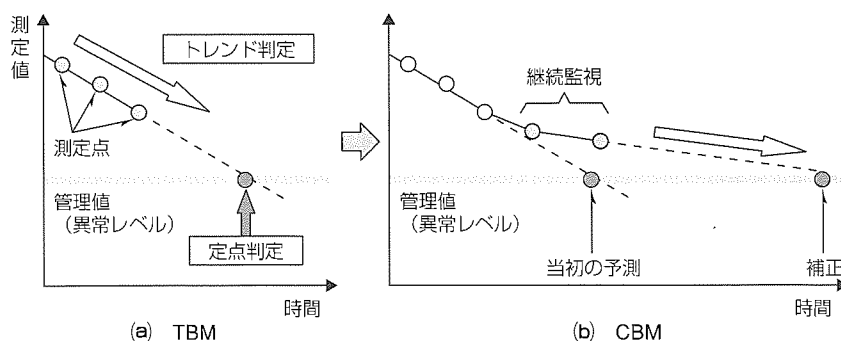 測定値
トレンド判定
測定点
管理値
(異常レベル)
定点判定
時間
(a) TBM
継続監視
管理値
(異常レベル)
当初の予測
補正
時間
(b) CBM